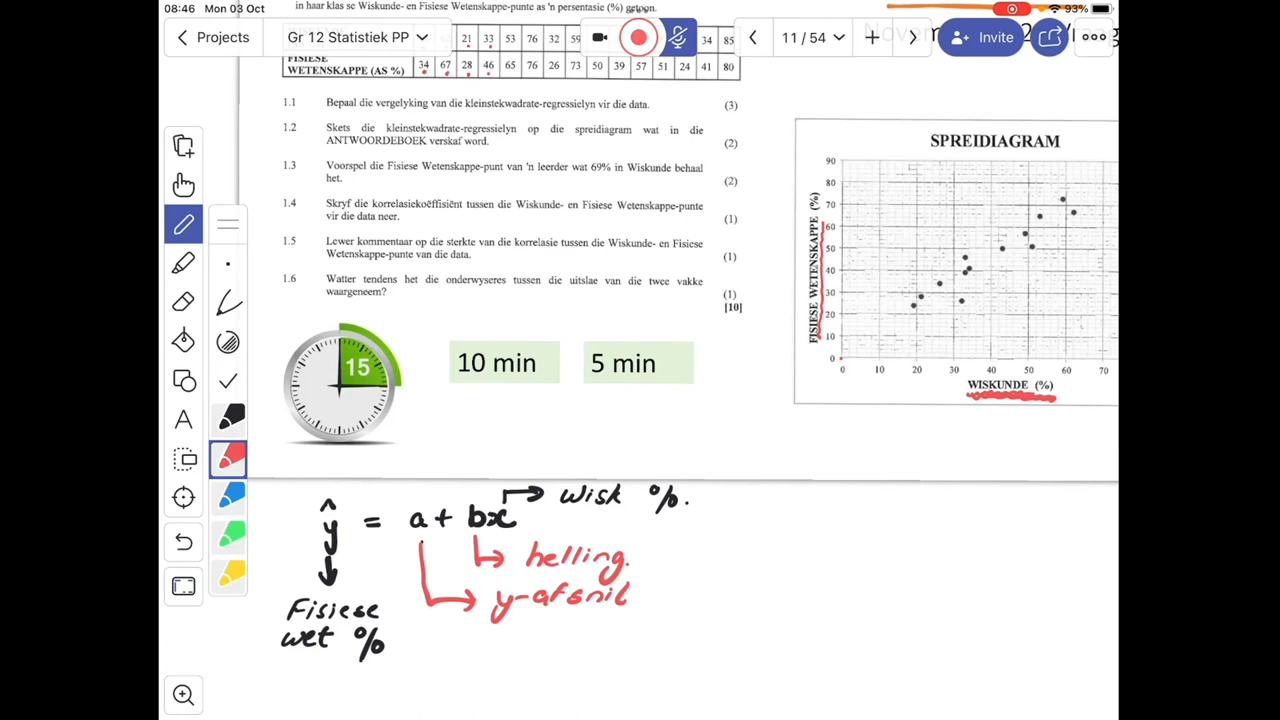 08:46 Mon 03 Oct
93%
in haar klas se Wiskunde- en Fisiese Wetenskap-punte as 'n persentasie (%) getoon.
Projects
Gr 12 Statistiek PP
11 / 54
Invite
21 33 53 76 32 59
34 85
FISIESE
WETENSKAPPE (AS %) 34 67 28 46 65 76 26 73 50 39 57 51 24 41 80
1.1 Bepaal die vergelyking van die kleinstekwadrate-regressielyn vir die data. (3)
1.2 Skets die kleinstekwadrate-regressielyn op die spreidiagram wat in die
ANTWOORDEBOEK verskaf word. (2)
1.3 Voorspel die Fisiese Wetenskappe-punt van 'n leerder wat 69% in Wiskunde behaal
het. (2)
1.4 Skryf die korrelasiekoëffisiënt tussen die Wiskunde- en Fisiese Wetenskappe-punte
vir die data neer. (1)
1.5 Lewer kommentaar op die sterkte van die korrelasie tussen die Wiskunde- en Fisiese
Wetenskappe-punte van die data. (1)
1.6 Watter tendens het die onderwyseres tussen die uitslae van die twee vakke
waargeneem? (1)
[10]
15
10 min
5 min
SPREIDIAGRAM
FISIESE WETENSKAPPE (%)
90
80
70
60
50
40
30
20
10
0
0 10 20 30 40 50 60 70
WISKUNDE (%)
ŷ = a + bx
wisk %.
helling.
y-afsnit
Fisiese
wet %